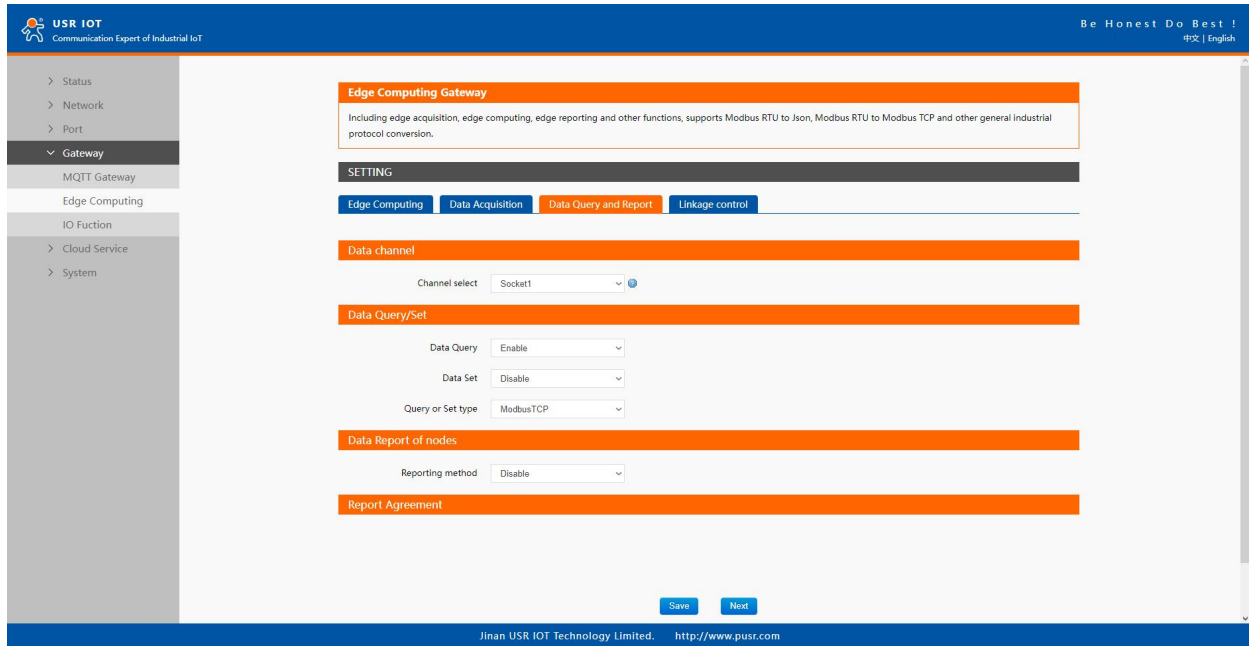 USR IOT
Communication Expert of Industrial IoT
Be Honest Do Best !
中文 | English
Status
Network
Port
Gateway
MQTT Gateway
Edge Computing
IO Fuction
Cloud Service
System
Edge Computing Gateway
Including edge acquisition, edge computing, edge reporting and other functions, supports Modbus RTU to Json, Modbus RTU to Modbus TCP and other general industrial
protocol conversion.
SETTING
Edge Computing Data Acquisition Data Query and Report Linkage control
Data channel
Channel select Socket1
Data Query/Set
Data Query Enable
Data Set Disable
Query or Set type ModbusTCP
Data Report of nodes
Reporting method Disable
Report Agreement
Save Next
Jinan USR IOT Technology Limited. http://www.pusr.com